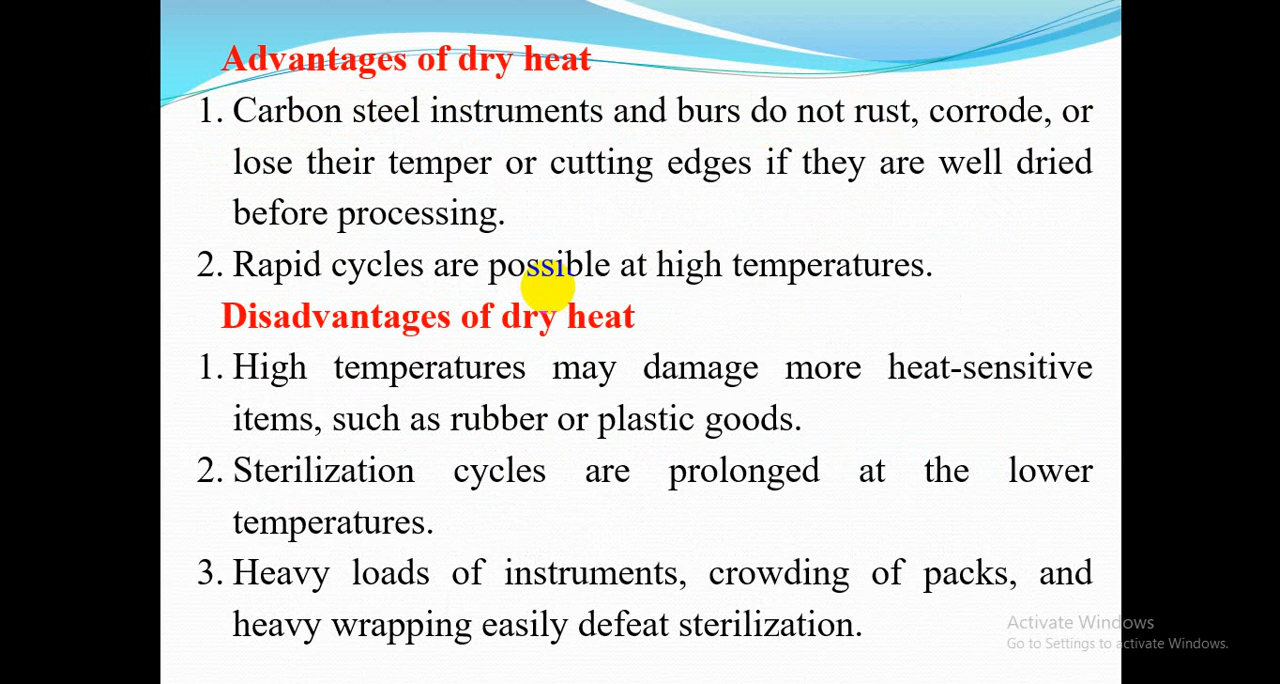 Advantages of dry heat
1. Carbon steel instruments and burs do not rust, corrode, or
lose their temper or cutting edges if they are well dried
before processing.
2. Rapid cycles are possible at high temperatures.
Disadvantages of dry heat
1. High temperatures may damage more heat-sensitive
items, such as rubber or plastic goods.
2. Sterilization cycles are prolonged at the lower
temperatures.
3. Heavy loads of instruments, crowding of packs, and
heavy wrapping easily defeat sterilization.
Activate Windows
Go to Settings to activate Windows.